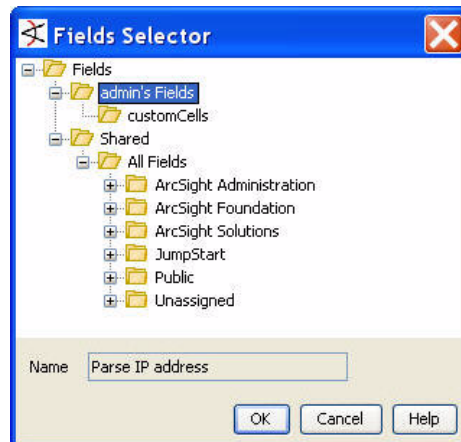 Fields Selector
Fields
admin's Fields
customCells
Shared
All Fields
ArcSight Administration
ArcSight Foundation
ArcSight Solutions
JumpStart
Public
Unassigned
Name Parse IP address
OK Cancel Help